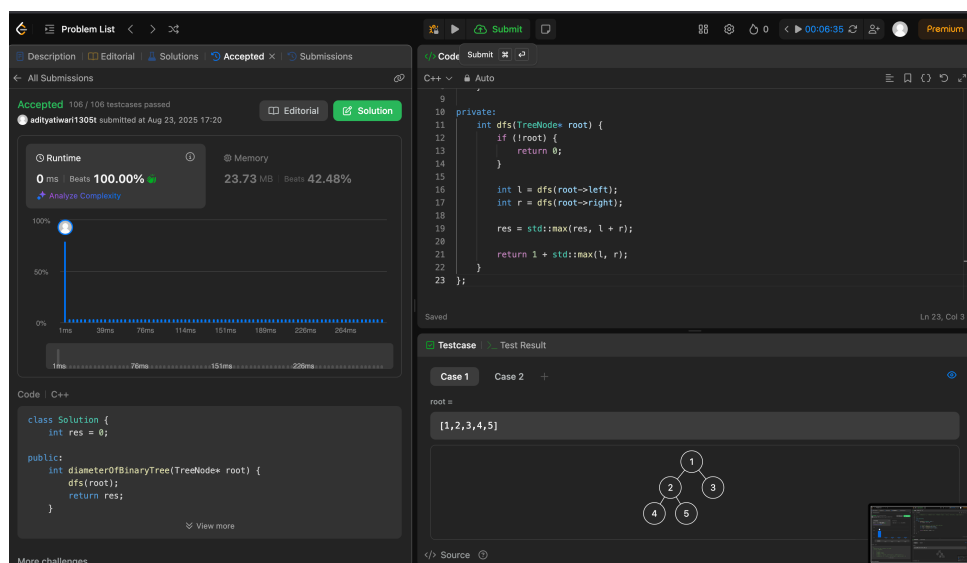 Problem List
Submit
0
00:06:35
Premium
Description | Editorial | Solutions | Accepted × | Submissions
</> Code
Submit ⌘ ⏎
← All Submissions
C++ Auto
Accepted 106 / 106 testcases passed
adityatiwari1305t submitted at Aug 23, 2025 17:20
Editorial
Solution
Runtime
0 ms | Beats 100.00%
Analyze Complexity
Memory
23.73 MB | Beats 42.48%
100%
50%
0%
1ms 39ms 76ms 114ms 151ms 189ms 226ms 264ms
1ms 76ms 151ms 226ms
Code | C++
class Solution {
int res = 0;
public:
int diameterOfBinaryTree(TreeNode* root) {
dfs(root);
return res;
}
View more
More challenges
9 }
10 private:
11 int dfs(TreeNode* root) {
12 if (!root) {
13 return 0;
14 }
15
16 int l = dfs(root->left);
17 int r = dfs(root->right);
18
19 res = std::max(res, l + r);
20
21 return 1 + std::max(l, r);
22 }
23 };
Saved
Ln 23, Col 3
Testcase | >_ Test Result
Case 1 Case 2 +
root =
[1,2,3,4,5]
1
2 3
4 5
</> Source